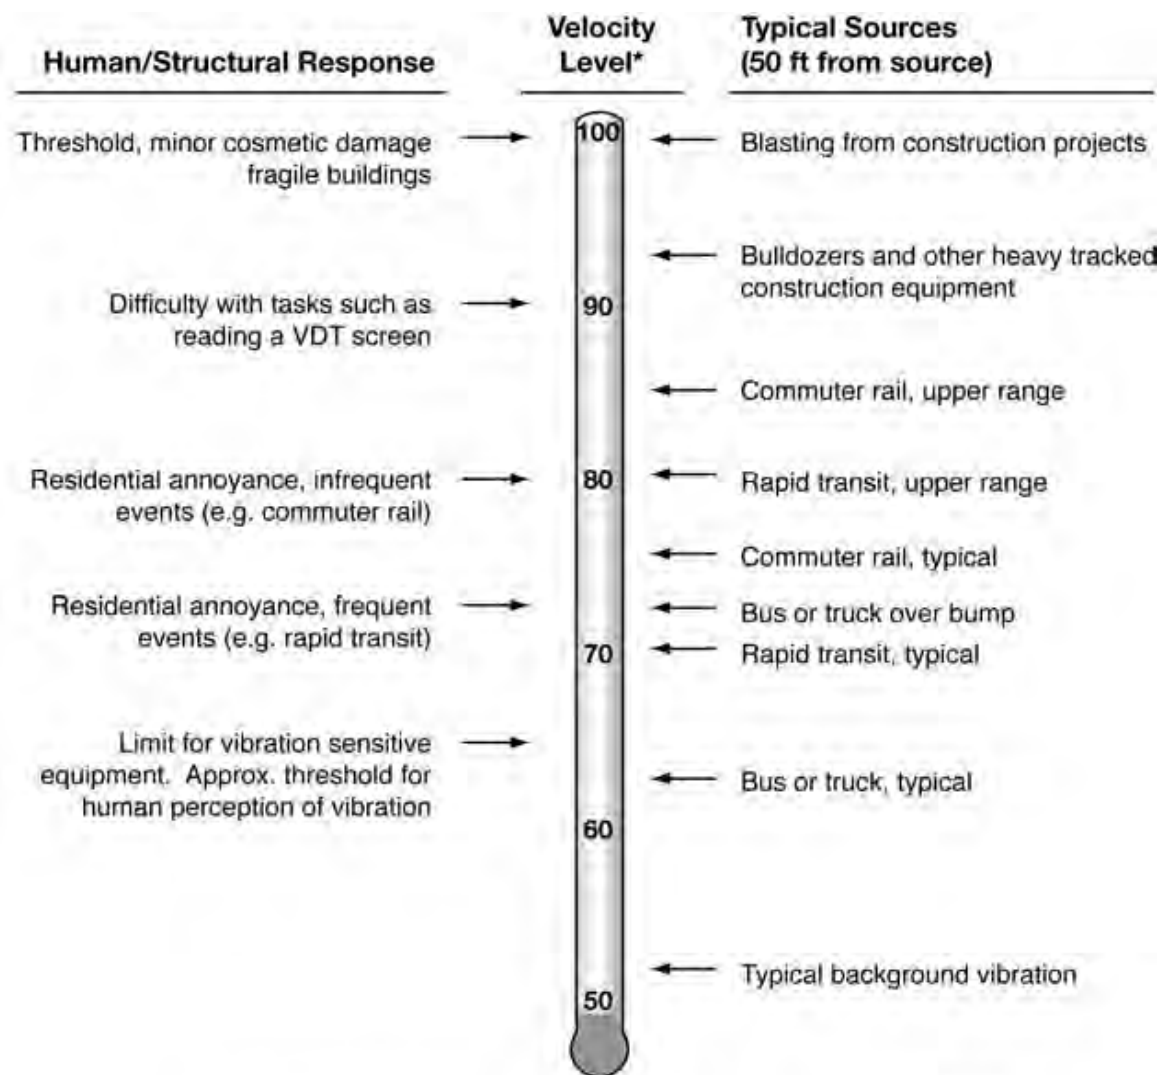 Human/Structural Response
Velocity
Level*
Typical Sources
(50 ft from source)
Threshold, minor cosmetic damage
fragile buildings
100
Blasting from construction projects
Bulldozers and other heavy tracked
construction equipment
Difficulty with tasks such as
reading a VDT screen
90
Commuter rail, upper range
Residential annoyance, infrequent
events (e.g. commuter rail)
80
Rapid transit, upper range
Commuter rail, typical
Residential annoyance, frequent
events (e.g. rapid transit)
Bus or truck over bump
70
Rapid transit, typical
Limit for vibration sensitive
equipment. Approx. threshold for
human perception of vibration
Bus or truck, typical
60
Typical background vibration
50